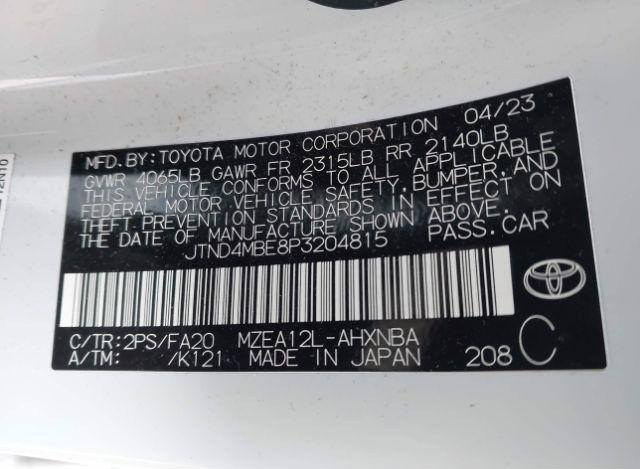 04/23
MFD.BY:TOYOTA MOTOR CORPORATION
GVWR 4065LB GAWR FR 2315LB RR 2140LB
THIS VEHICLE CONFORMS TO ALL APPLICABLE
FEDERAL MOTOR VEHICLE SAFETY,BUMPER,AND
THEFT PREVENTION STANDARDS IN EFFECT ON
THE DATE OF MANUFACTURE SHOWN ABOVE.
JTND4MBE8P3204815 PASS.CAR
C/TR:2PS/FA20 MZEA12L-AHXNBA
A/TM: /K121 MADE IN JAPAN 208 C
TOYOTA
12N10